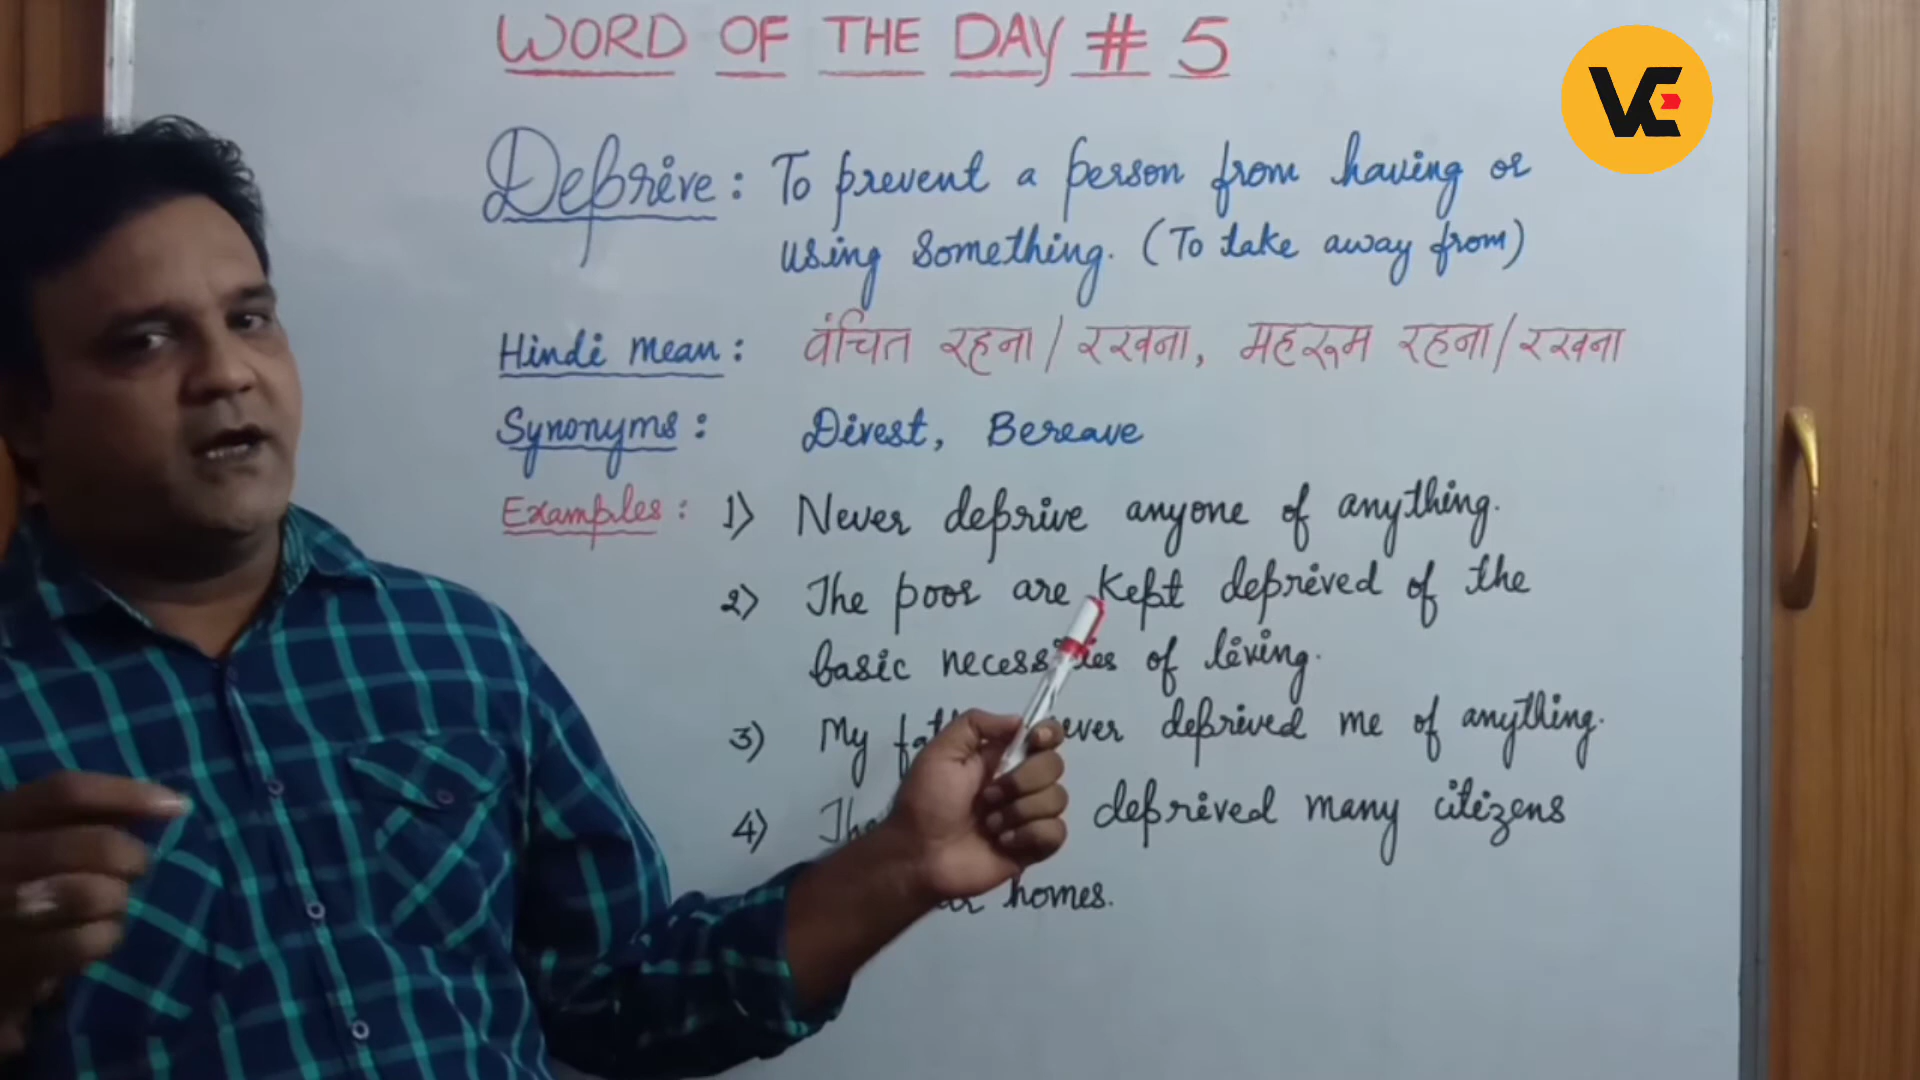 WORD OF THE DAY # 5
VE
Deprive: To prevent a person from having or
using something. (To take away from)
Hindi mean: वंचित रहना/रखना, महरूम रहना/रखना
Synonyms: Divest, Bereave
Examples: 1) Never deprive anyone of anything.
2) The poor are kept deprived of the
basic necessities of living.
3) My never deprived me of anything.
4) deprived many citizens
homes.